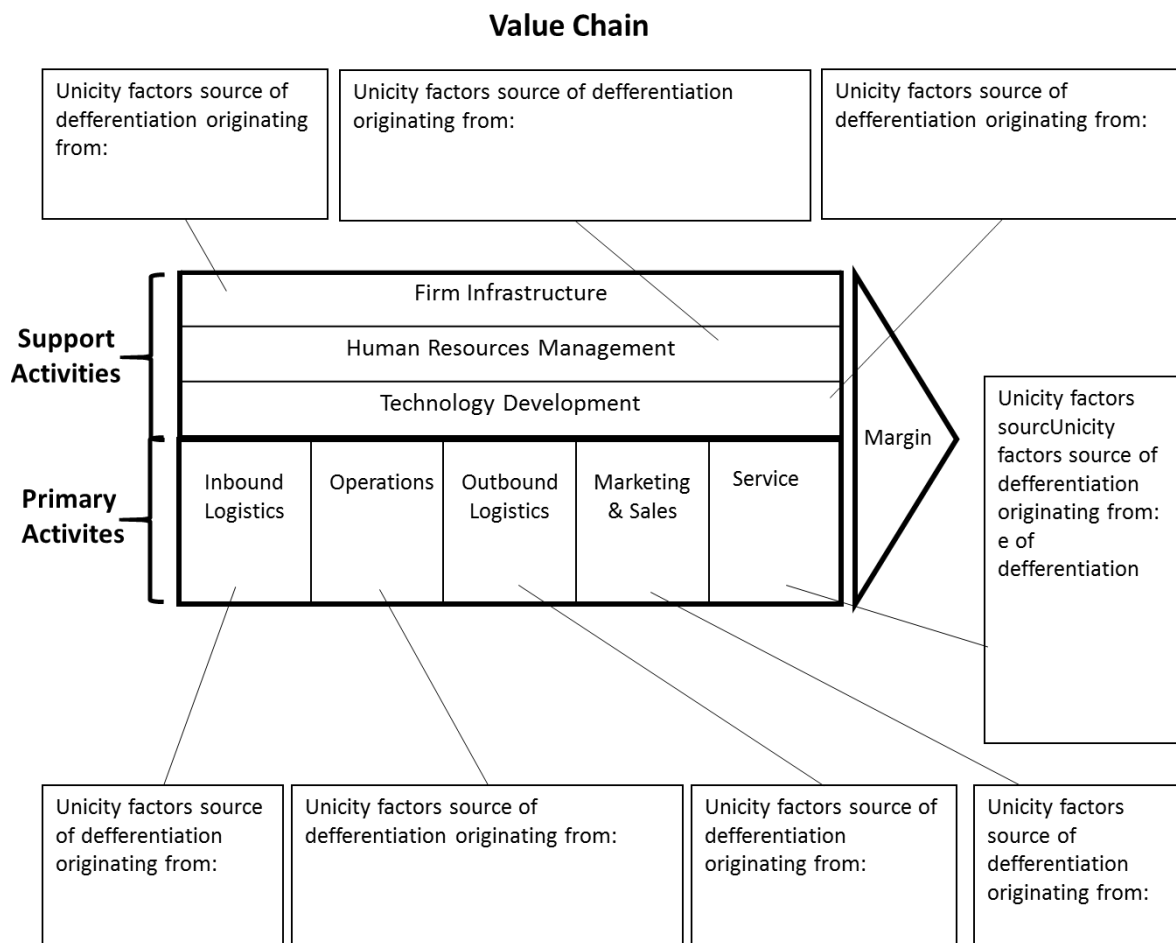 Value Chain
Unicity factors source of
defferentiation originating
from:
Unicity factors source of defferentiation
originating from:
Unicity factors source of
defferentiation originating from:
Support
Activities
Firm Infrastructure
Human Resources Management
Technology Development
Margin
Primary
Activites
Inbound
Logistics
Operations
Outbound
Logistics
Marketing
& Sales
Service
Unicity factors
sourcUnicity
factors source of
defferentiation
originating from:
e of
defferentiation
Unicity factors source
of defferentiation
originating from:
Unicity factors source of
defferentiation originating from:
Unicity factors source of
defferentiation
originating from:
Unicity factors
source of
defferentiation
originating from: